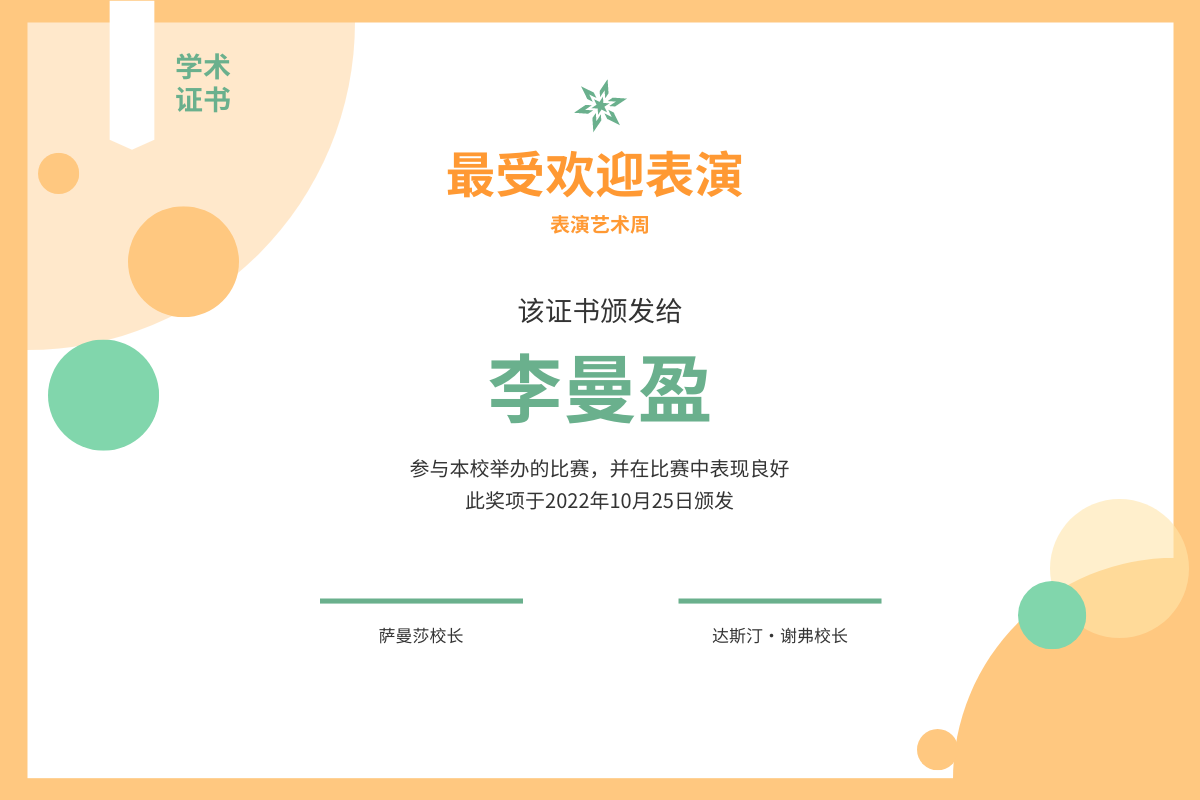 学术
证书
最受欢迎表演
表演艺术周
该证书颁发给
李曼盈
参与本校举办的比赛，并在比赛中表现良好
此奖项于2022年10月25日颁发
萨曼莎校长
达斯汀·谢弗校长